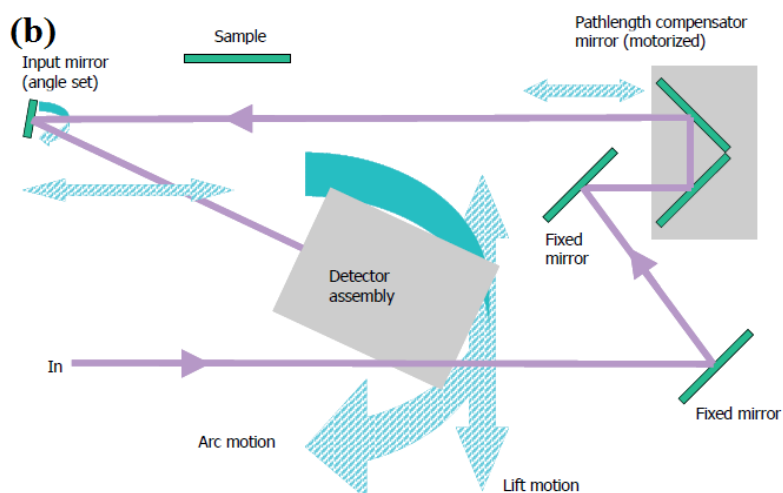 (b)
Sample
Pathlength compensator
mirror (motorized)
Input mirror
(angle set)
Fixed
mirror
Detector
assembly
In
Fixed mirror
Arc motion
Lift motion